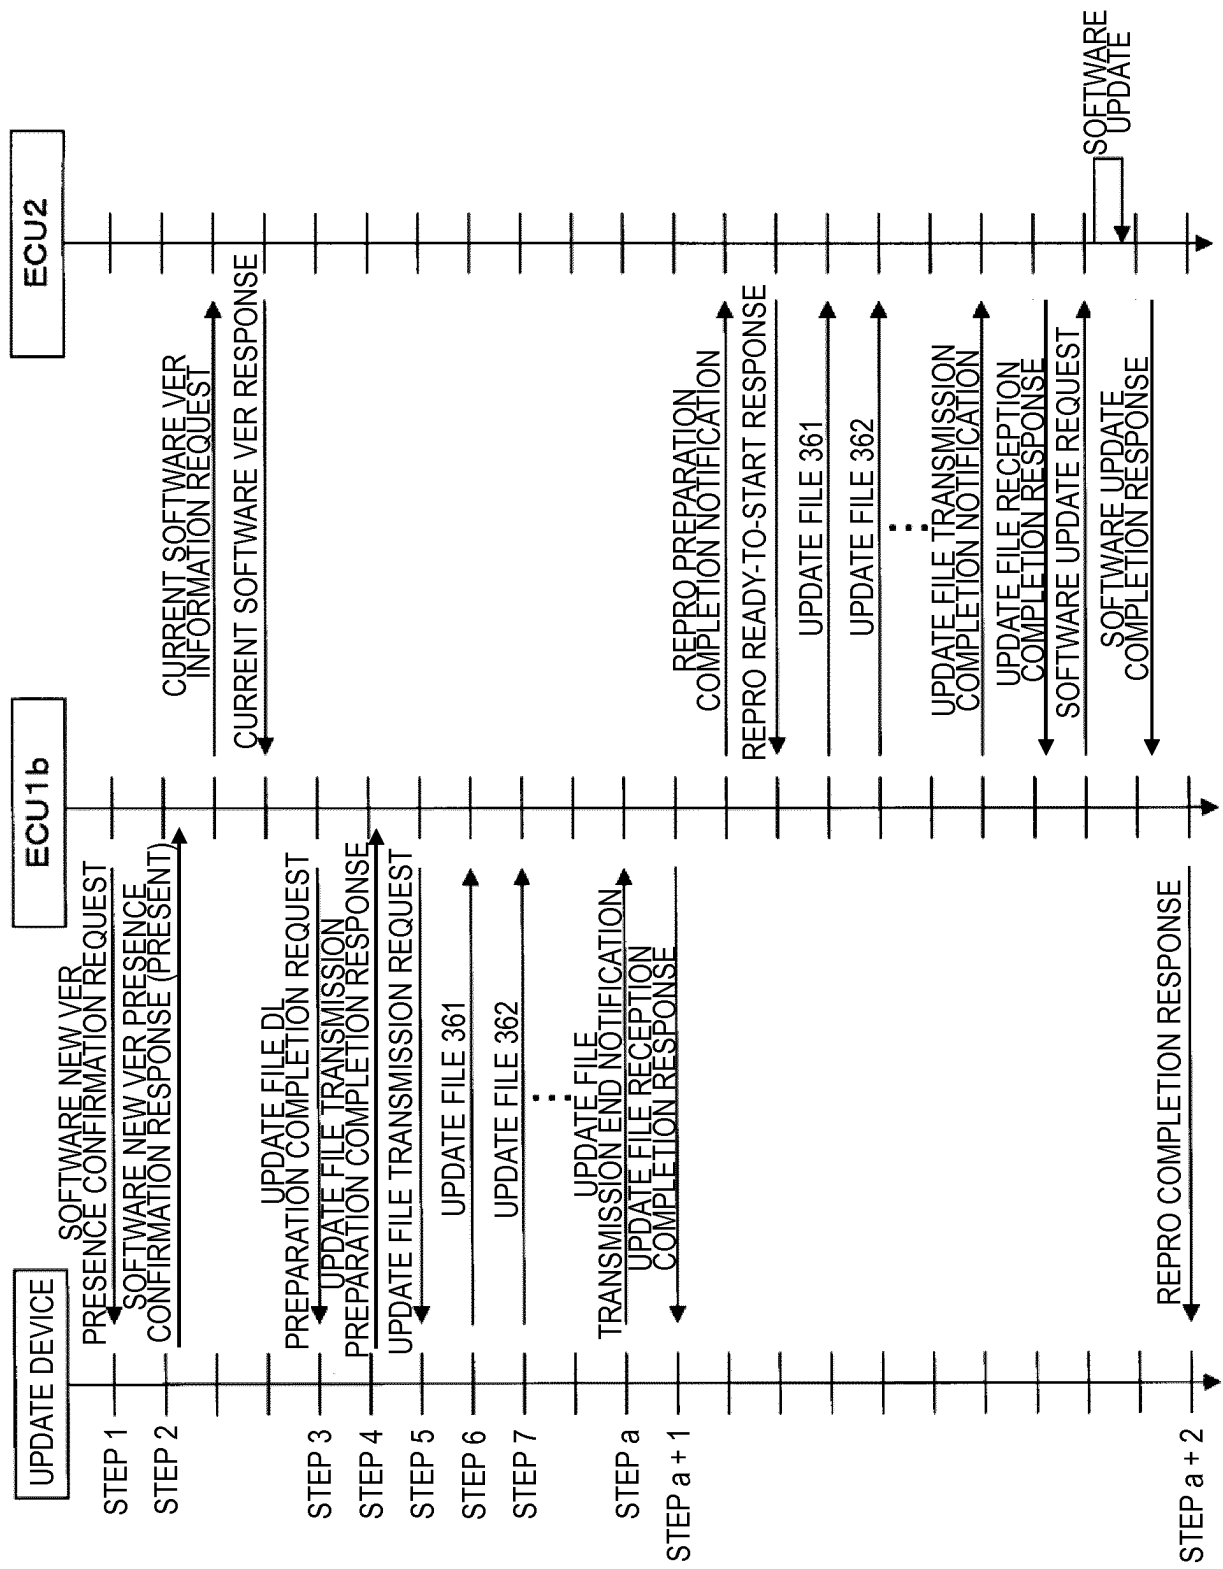 UPDATE DEVICE
ECU1b
ECU2
STEP 1
SOFTWARE NEW VER
PRESENCE CONFIRMATION REQUEST
STEP 2
SOFTWARE NEW VER PRESENCE
CONFIRMATION RESPONSE (PRESENT)
CURRENT SOFTWARE VER
INFORMATION REQUEST
CURRENT SOFTWARE VER RESPONSE
STEP 3
UPDATE FILE DL
PREPARATION COMPLETION REQUEST
STEP 4
UPDATE FILE TRANSMISSION
PREPARATION COMPLETION RESPONSE
STEP 5
UPDATE FILE TRANSMISSION REQUEST
STEP 6
UPDATE FILE 361
STEP 7
UPDATE FILE 362
STEP a
UPDATE FILE
TRANSMISSION END NOTIFICATION
STEP a + 1
UPDATE FILE RECEPTION
COMPLETION RESPONSE
REPRO PREPARATION
COMPLETION NOTIFICATION
REPRO READY-TO-START RESPONSE
UPDATE FILE 361
UPDATE FILE 362
UPDATE FILE TRANSMISSION
COMPLETION NOTIFICATION
UPDATE FILE RECEPTION
COMPLETION RESPONSE
SOFTWARE UPDATE REQUEST
SOFTWARE
UPDATE
SOFTWARE UPDATE
COMPLETION RESPONSE
STEP a + 2
REPRO COMPLETION RESPONSE